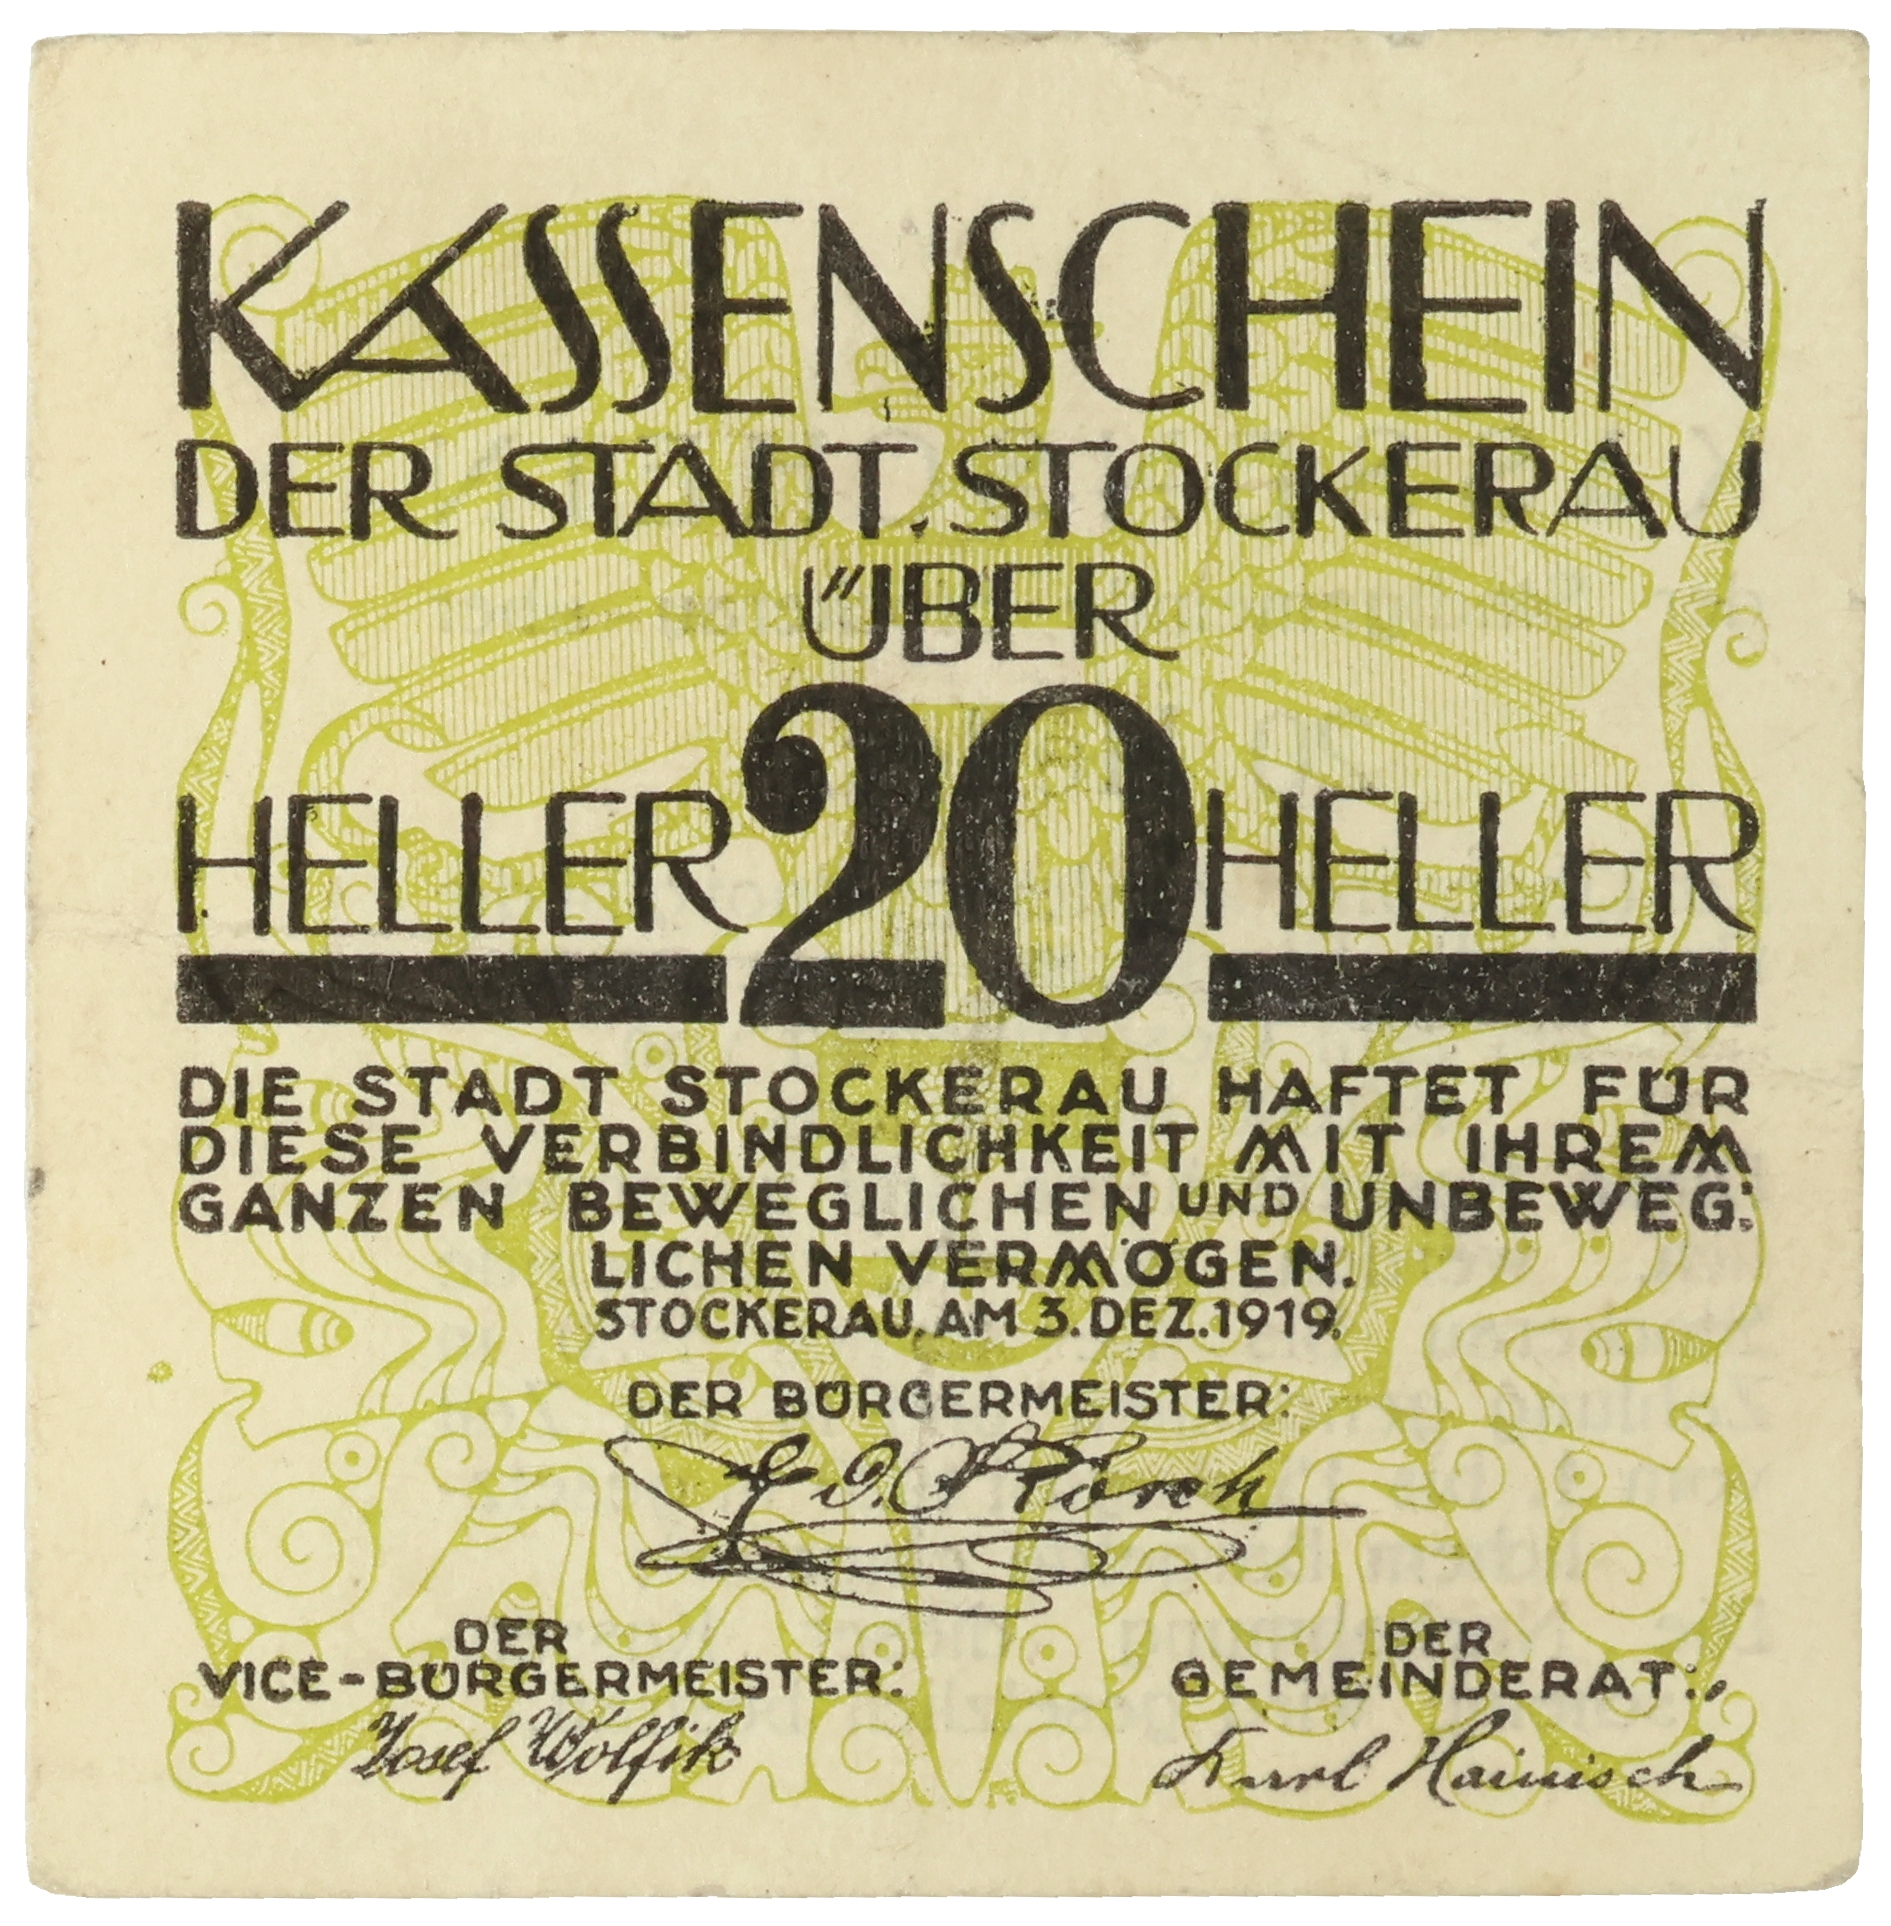 KASSENSCHEIN
DER STADT. STOCKERAU
ÜBER
HELLER 20 HELLER
DIE STADT STOCKERAU HAFTET FÜR
DIESE VERBINDLICHKEIT MIT IHREM
GANZEN BEWEGLICHEN UND UNBEWEG:
LICHEN VERMÖGEN.
STOCKERAU, AM 3. DEZ. 1919.
DER BÜRGERMEISTER:
DER
VICE-BÜRGERMEISTER:
Josef Wolfik
DER
GEMEINDERAT:
Karl Hainisch